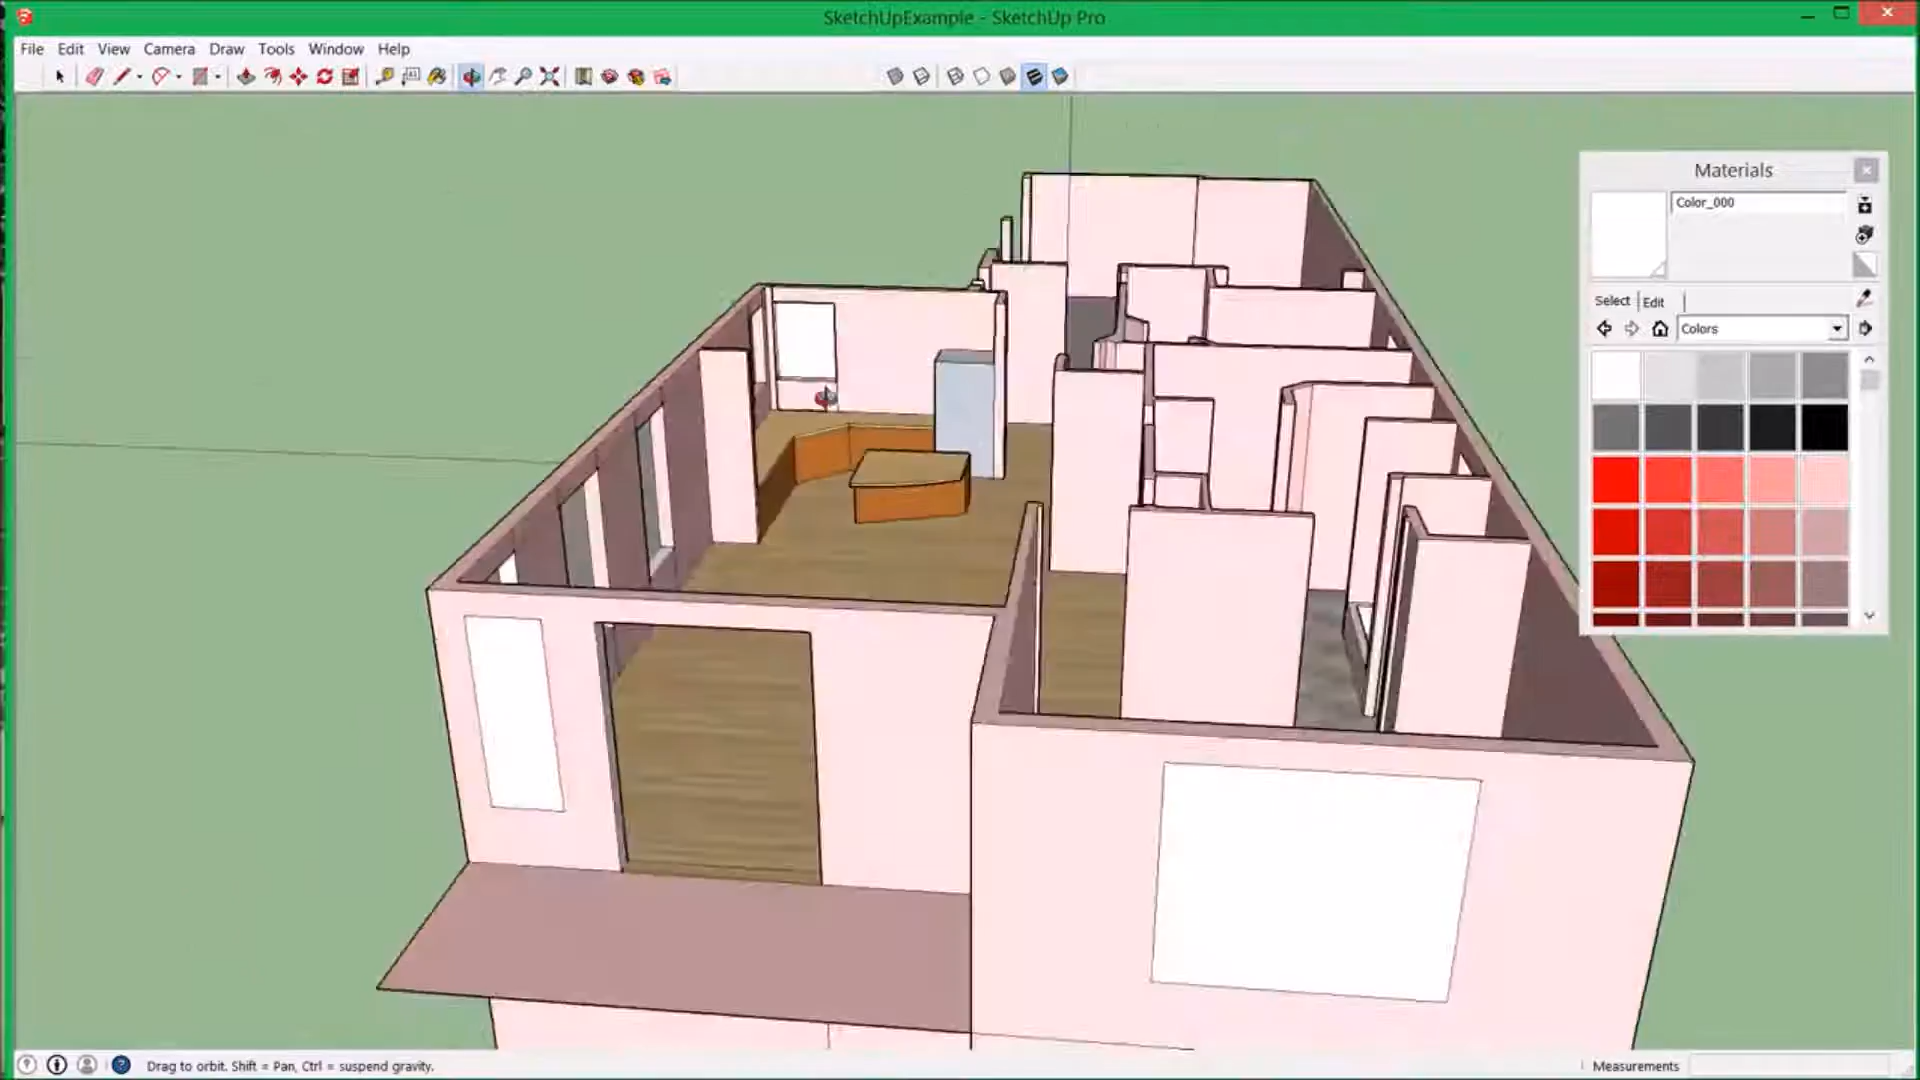 SketchUpExample - SketchUp Pro
File Edit View Camera Draw Tools Window Help
Materials
Color_000
Select Edit
Colors
Drag to orbit. Shift = Pan, Ctrl = suspend gravity.
Measurements